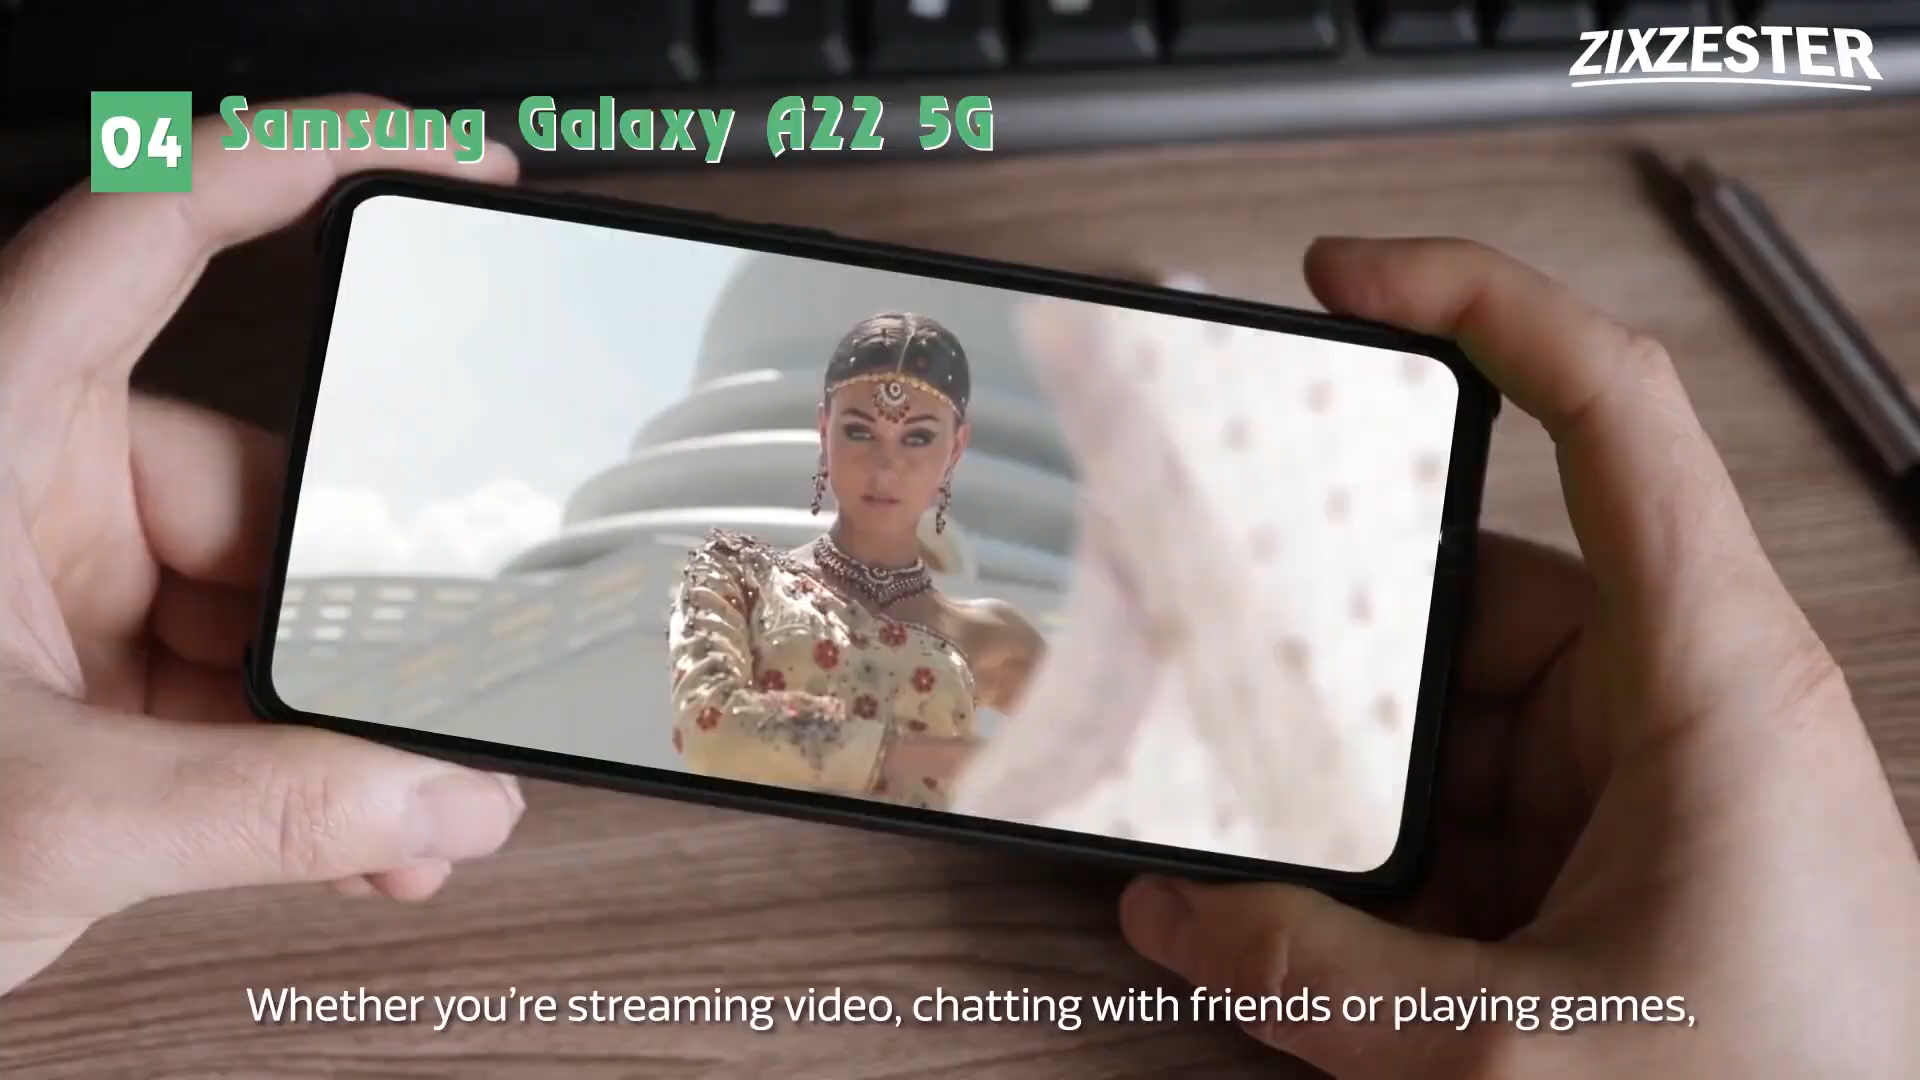 ZIXZESTER
04 Samsung Galaxy A22 5G
Whether you're streaming video, chatting with friends or playing games,